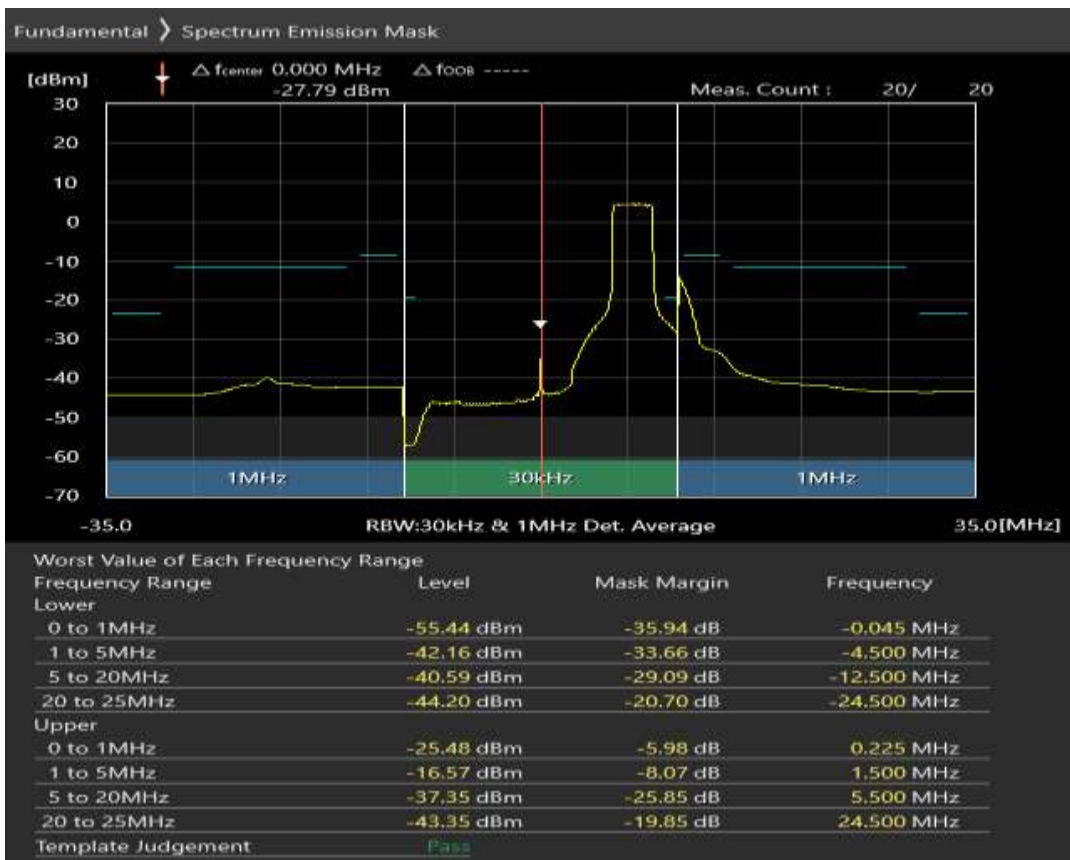 Fundamental 〉 Spectrum Emission Mask
△ fcenter 0.000 MHz △ fOOB -----
[dBm] -27.79 dBm Meas. Count : 20/ 20
30
20
10
0
-10
-20
-30
-40
-50
-60
-70
1MHz 30kHz 1MHz
-35.0 RBW:30kHz & 1MHz Det. Average 35.0[MHz]
Worst Value of Each Frequency Range
Frequency Range Level Mask Margin Frequency
Lower
0 to 1MHz -55.44 dBm -35.94 dB -0.045 MHz
1 to 5MHz -42.16 dBm -33.66 dB -4.500 MHz
5 to 20MHz -40.59 dBm -29.09 dB -12.500 MHz
20 to 25MHz -44.20 dBm -20.70 dB -24.500 MHz
Upper
0 to 1MHz -25.48 dBm -5.98 dB 0.225 MHz
1 to 5MHz -16.57 dBm -8.07 dB 1.500 MHz
5 to 20MHz -37.35 dBm -25.85 dB 5.500 MHz
20 to 25MHz -43.35 dBm -19.85 dB 24.500 MHz
Template Judgement Pass